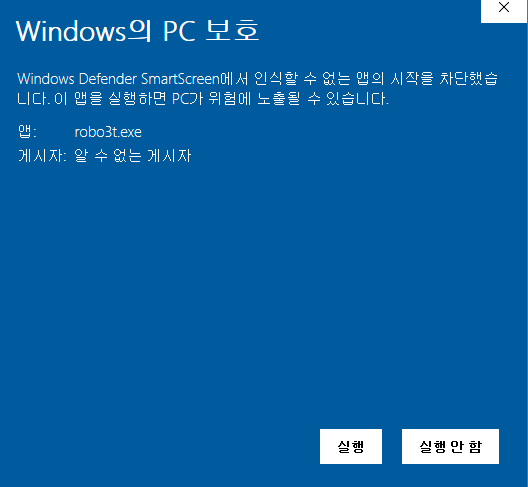 Windows의 PC 보호
Windows Defender SmartScreen에서 인식할 수 없는 앱의 시작을 차단했습
니다. 이 앱을 실행하면 PC가 위험에 노출될 수 있습니다.
앱: robo3t.exe
게시자: 알 수 없는 게시자
실행 실행 안 함